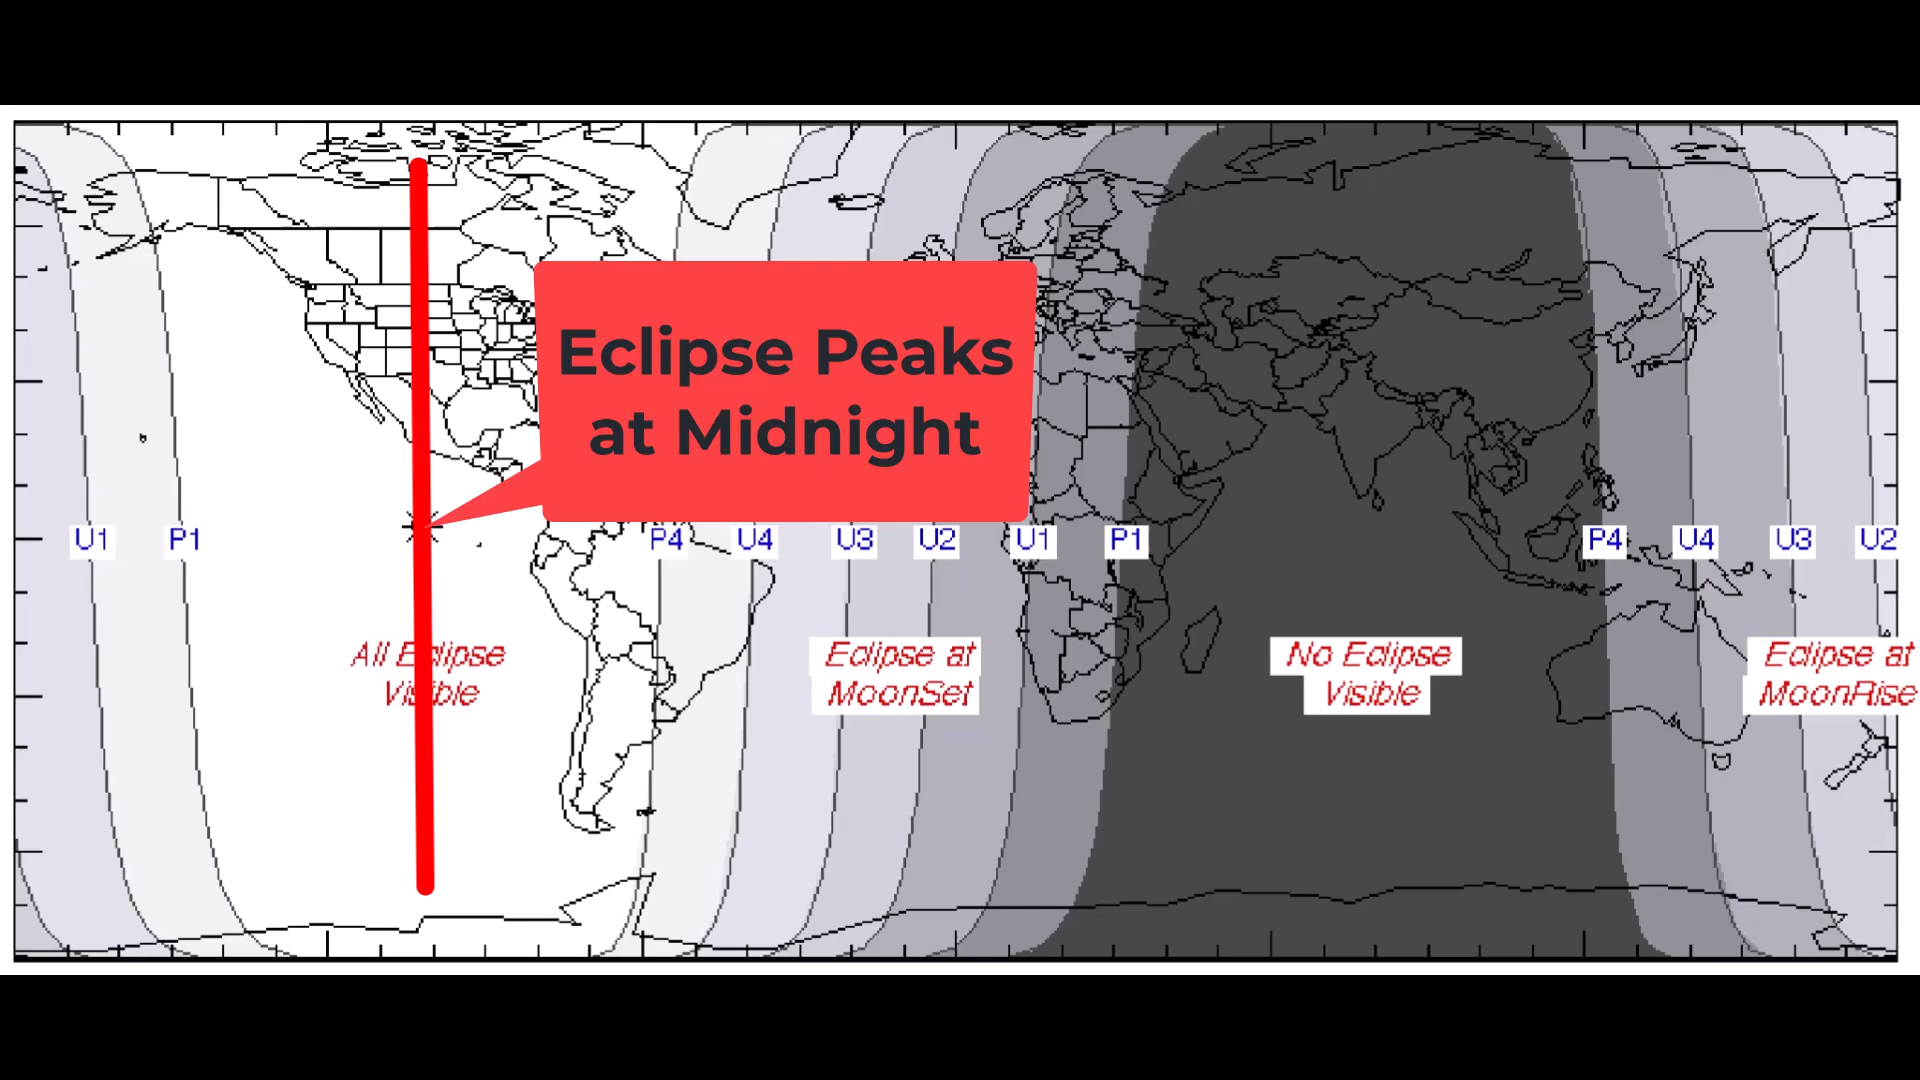 Eclipse Peaks
at Midnight
U1
P1
P4
U4
U3
U2
U1
P1
P4
U4
U3
U2
All Eclipse
Visible
Eclipse at
MoonSet
No Eclipse
Visible
Eclipse at
MoonRise